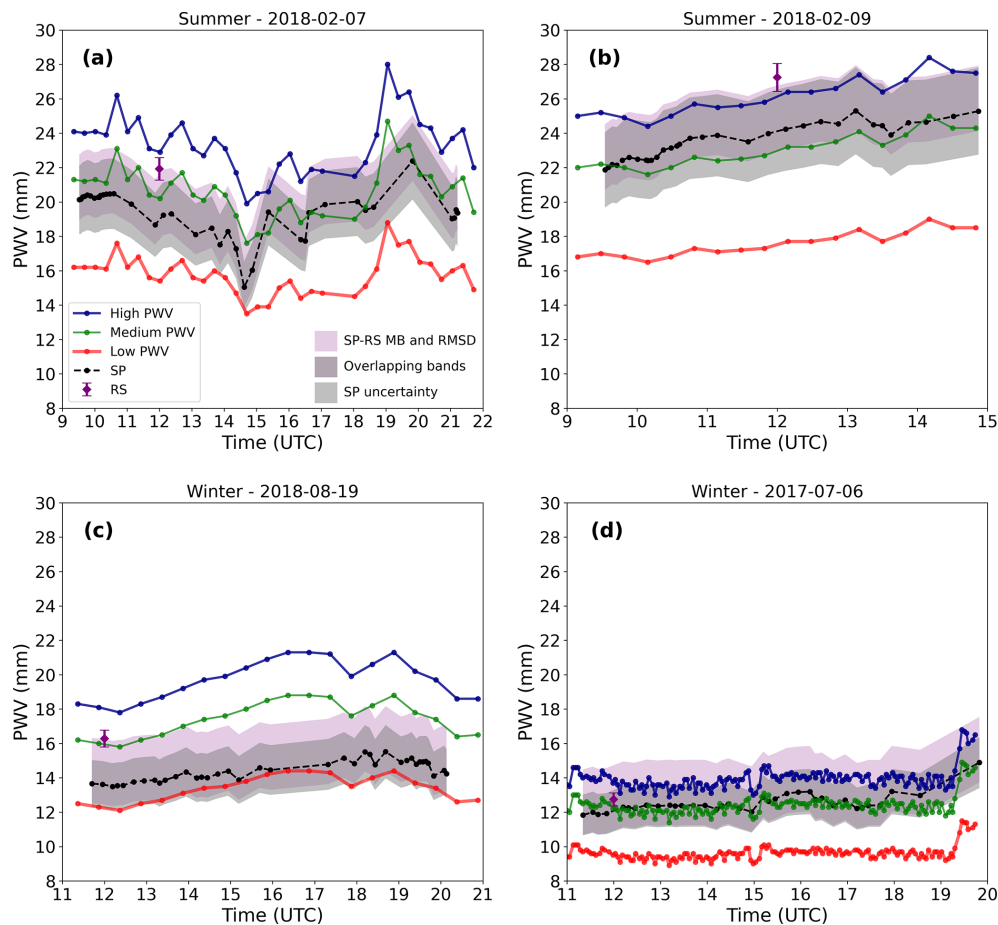 Summer - 2018-02-07
(a)
PWV (mm)
30
28
26
24
22
20
18
16
14
12
10
8
High PWV
Medium PWV
Low PWV
SP
RS
SP-RS MB and RMSD
Overlapping bands
SP uncertainty
9 10 11 12 13 14 15 16 17 18 19 20 21 22
Time (UTC)
Summer - 2018-02-09
(b)
PWV (mm)
30
28
26
24
22
20
18
16
14
12
10
8
9 10 11 12 13 14 15
Time (UTC)
Winter - 2018-08-19
(c)
PWV (mm)
30
28
26
24
22
20
18
16
14
12
10
8
11 12 13 14 15 16 17 18 19 20 21
Time (UTC)
Winter - 2017-07-06
(d)
PWV (mm)
30
28
26
24
22
20
18
16
14
12
10
8
11 12 13 14 15 16 17 18 19 20
Time (UTC)